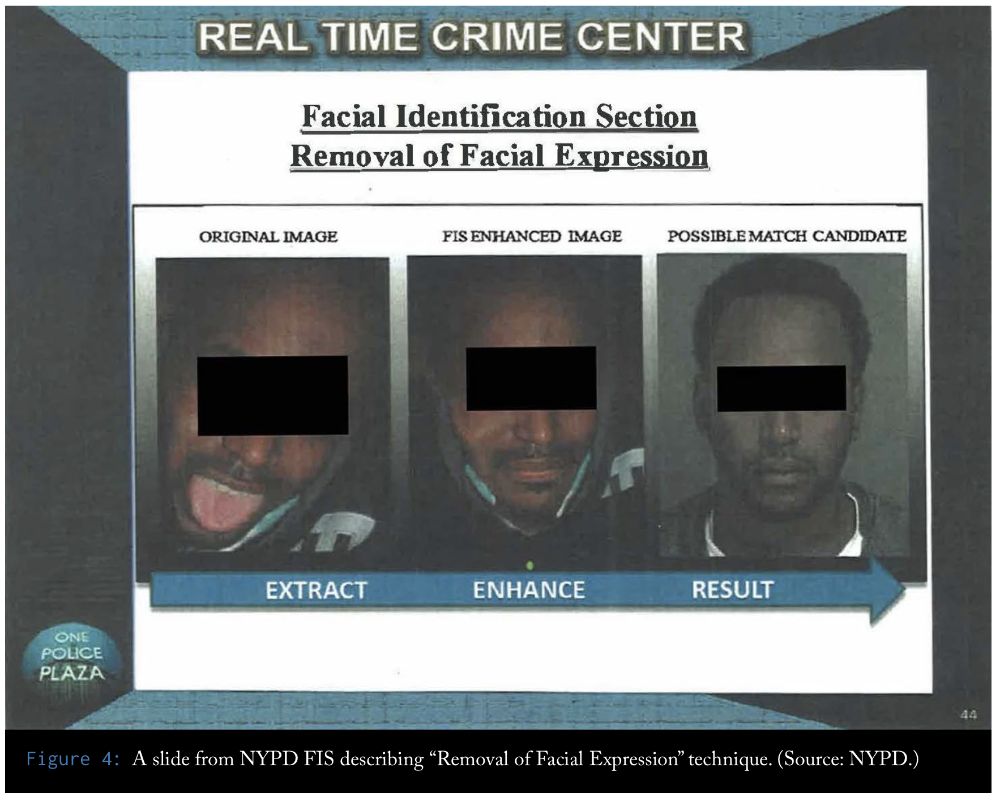 REAL TIME CRIME CENTER
Facial Identification Section
Removal of Facial Expression
ORIGINAL IMAGE
FIS ENHANCED IMAGE
POSSIBLE MATCH CANDIDATE
EXTRACT
ENHANCE
RESULT
ONE
POLICE
PLAZA
44
Figure 4: A slide from NYPD FIS describing “Removal of Facial Expression” technique. (Source: NYPD.)